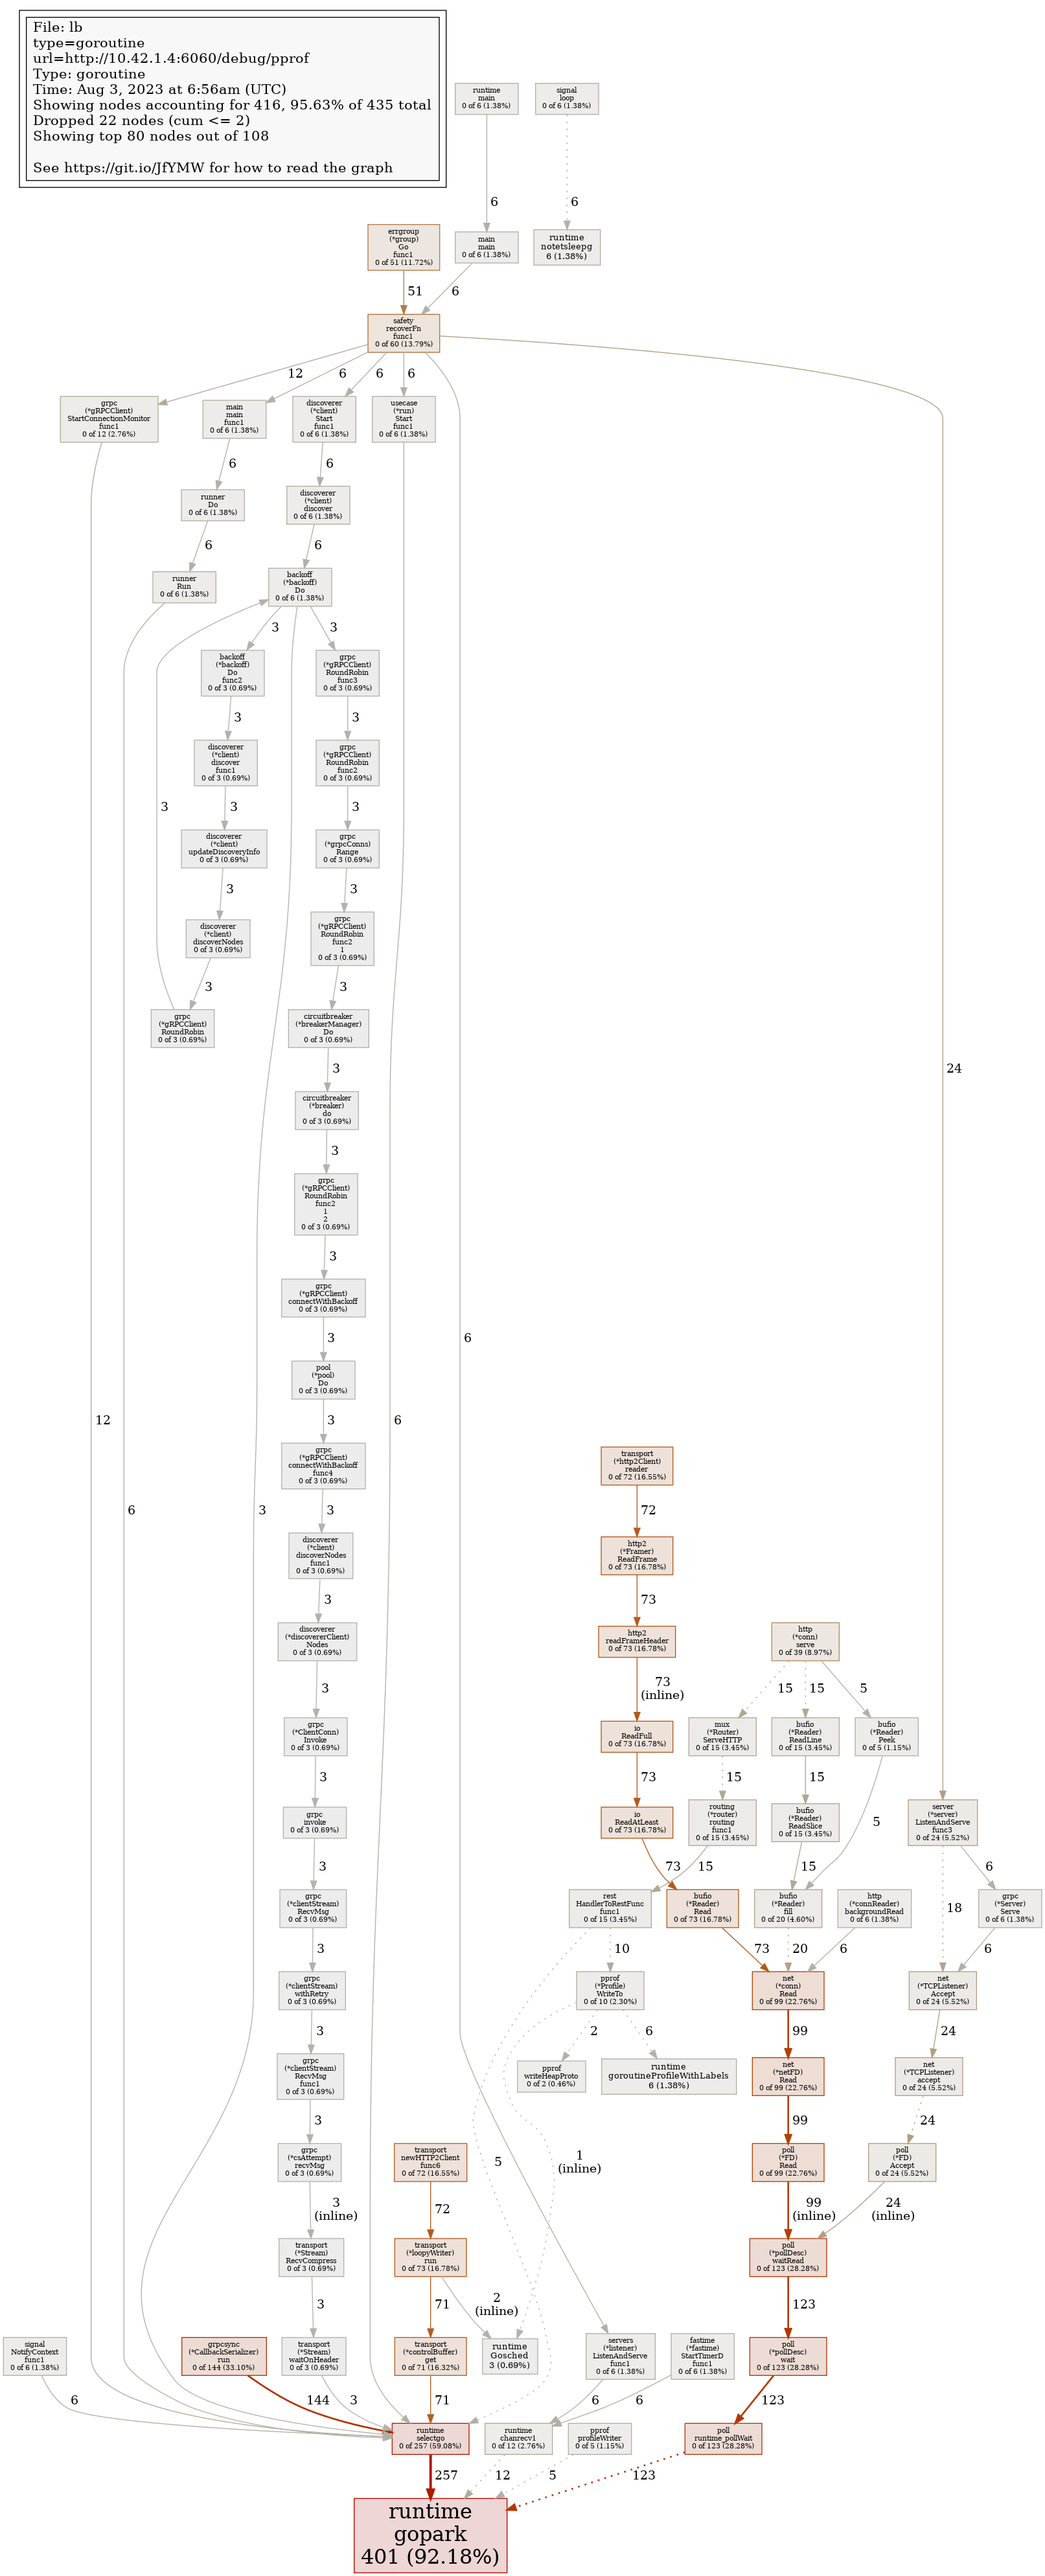 File: lb
type=goroutine
url=http://10.42.1.4:6060/debug/pprof
Type: goroutine
Time: Aug 3, 2023 at 6:56am (UTC)
Showing nodes accounting for 416, 95.63% of 435 total
Dropped 22 nodes (cum <= 2)
Showing top 80 nodes out of 108
See https://git.io/JfYMW for how to read the graph
runtime
main
0 of 6 (1.38%)
signal
loop
0 of 6 (1.38%)
6
6
errgroup
(*group)
Go
func1
0 of 51 (11.72%)
main
main
0 of 6 (1.38%)
runtime
notetsleepg
6 (1.38%)
51
6
safety
recoverFn
func1
0 of 60 (13.79%)
12
6
6
6
grpc
(*gRPCClient)
StartConnectionMonitor
func1
0 of 12 (2.76%)
main
main
func1
0 of 6 (1.38%)
discoverer
(*client)
Start
func1
0 of 6 (1.38%)
usecase
(*run)
Start
func1
0 of 6 (1.38%)
6
6
runner
Do
0 of 6 (1.38%)
discoverer
(*client)
discover
0 of 6 (1.38%)
6
6
runner
Run
0 of 6 (1.38%)
backoff
(*backoff)
Do
0 of 6 (1.38%)
3
3
backoff
(*backoff)
Do
func2
0 of 3 (0.69%)
grpc
(*gRPCClient)
RoundRobin
func3
0 of 3 (0.69%)
3
3
discoverer
(*client)
discover
func1
0 of 3 (0.69%)
grpc
(*gRPCClient)
RoundRobin
func2
0 of 3 (0.69%)
3
3
3
discoverer
(*client)
updateDiscoveryInfo
0 of 3 (0.69%)
grpc
(*grpcConns)
Range
0 of 3 (0.69%)
3
3
discoverer
(*client)
discoverNodes
0 of 3 (0.69%)
grpc
(*gRPCClient)
RoundRobin
func2
1
0 of 3 (0.69%)
3
3
grpc
(*gRPCClient)
RoundRobin
0 of 3 (0.69%)
circuitbreaker
(*breakerManager)
Do
0 of 3 (0.69%)
3
24
circuitbreaker
(*breaker)
do
0 of 3 (0.69%)
3
grpc
(*gRPCClient)
RoundRobin
func2
1
2
0 of 3 (0.69%)
3
grpc
(*gRPCClient)
connectWithBackoff
0 of 3 (0.69%)
3
6
pool
(*pool)
Do
0 of 3 (0.69%)
12
3
6
grpc
(*gRPCClient)
connectWithBackoff
func4
0 of 3 (0.69%)
transport
(*http2Client)
reader
0 of 72 (16.55%)
6
3
3
72
discoverer
(*client)
discoverNodes
func1
0 of 3 (0.69%)
http2
(*Framer)
ReadFrame
0 of 73 (16.78%)
3
73
discoverer
(*discovererClient)
Nodes
0 of 3 (0.69%)
http2
readFrameHeader
0 of 73 (16.78%)
http
(*conn)
serve
0 of 39 (8.97%)
3
73
(inline)
15
15
5
grpc
(*ClientConn)
Invoke
0 of 3 (0.69%)
io
ReadFull
0 of 73 (16.78%)
mux
(*Router)
ServeHTTP
0 of 15 (3.45%)
bufio
(*Reader)
ReadLine
0 of 15 (3.45%)
bufio
(*Reader)
Peek
0 of 5 (1.15%)
3
73
15
15
grpc
invoke
0 of 3 (0.69%)
io
ReadAtLeast
0 of 73 (16.78%)
routing
(*router)
routing
func1
0 of 15 (3.45%)
bufio
(*Reader)
ReadSlice
0 of 15 (3.45%)
5
server
(*server)
ListenAndServe
func3
0 of 24 (5.52%)
3
73
15
15
6
grpc
(*clientStream)
RecvMsg
0 of 3 (0.69%)
rest
HandlerToRestFunc
func1
0 of 15 (3.45%)
bufio
(*Reader)
Read
0 of 73 (16.78%)
bufio
(*Reader)
fill
0 of 20 (4.60%)
http
(*connReader)
backgroundRead
0 of 6 (1.38%)
18
grpc
(*Server)
Serve
0 of 6 (1.38%)
3
10
73
20
6
6
grpc
(*clientStream)
withRetry
0 of 3 (0.69%)
pprof
(*Profile)
WriteTo
0 of 10 (2.30%)
net
(*conn)
Read
0 of 99 (22.76%)
net
(*TCPListener)
Accept
0 of 24 (5.52%)
3
2
6
99
24
grpc
(*clientStream)
RecvMsg
func1
0 of 3 (0.69%)
pprof
writeHeapProto
0 of 2 (0.46%)
runtime
goroutineProfileWithLabels
6 (1.38%)
net
(*netFD)
Read
0 of 99 (22.76%)
net
(*TCPListener)
accept
0 of 24 (5.52%)
3
99
24
grpc
(*csAttempt)
recvMsg
0 of 3 (0.69%)
transport
newHTTP2Client
func6
0 of 72 (16.55%)
5
1
(inline)
poll
(*FD)
Read
0 of 99 (22.76%)
poll
(*FD)
Accept
0 of 24 (5.52%)
3
(inline)
72
99
(inline)
24
(inline)
transport
(*Stream)
RecvCompress
0 of 3 (0.69%)
transport
(*loopyWriter)
run
0 of 73 (16.78%)
poll
(*pollDesc)
waitRead
0 of 123 (28.28%)
3
71
2
(inline)
123
signal
NotifyContext
func1
0 of 6 (1.38%)
grpcsync
(*CallbackSerializer)
run
0 of 144 (33.10%)
transport
(*Stream)
waitOnHeader
0 of 3 (0.69%)
transport
(*controlBuffer)
get
0 of 71 (16.32%)
runtime
Gosched
3 (0.69%)
servers
(*listener)
ListenAndServe
func1
0 of 6 (1.38%)
fastime
(*fastime)
StartTimerD
func1
0 of 6 (1.38%)
poll
(*pollDesc)
wait
0 of 123 (28.28%)
6
144
3
71
6
6
123
runtime
selectgo
0 of 257 (59.08%)
runtime
chanrecv1
0 of 12 (2.76%)
pprof
profileWriter
0 of 5 (1.15%)
poll
runtime_pollWait
0 of 123 (28.28%)
257
12
5
123
runtime
gopark
401 (92.18%)